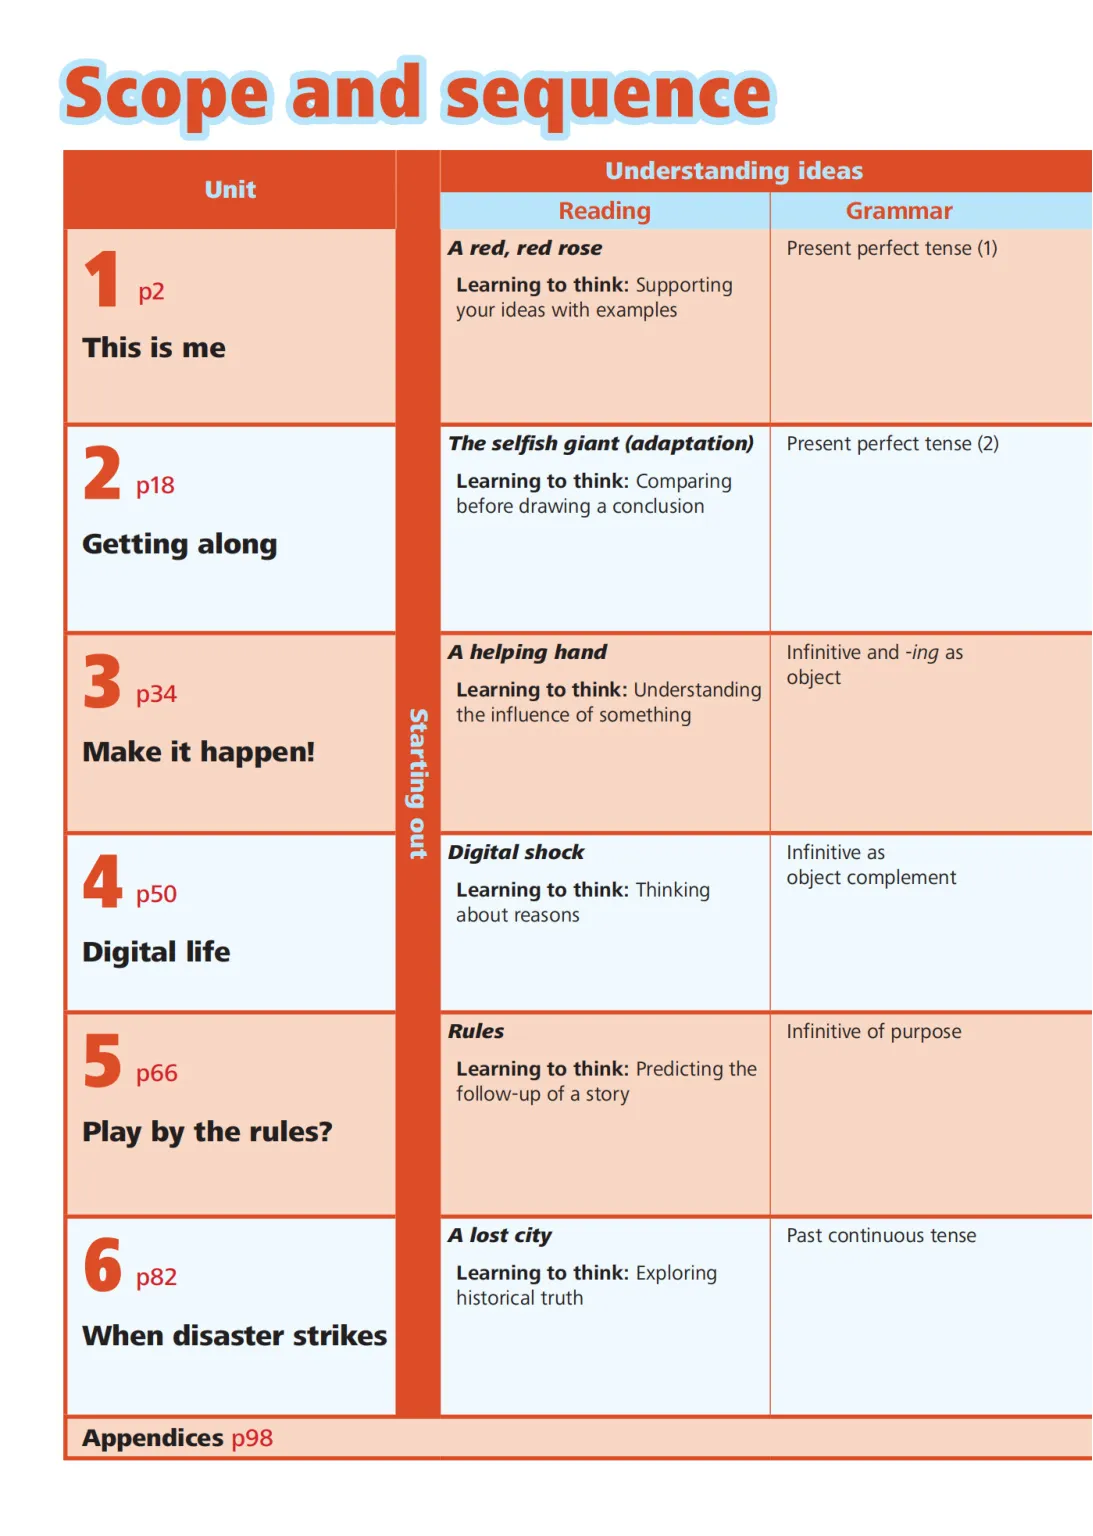 Scope and sequence
Unit
Starting out
Understanding ideas
Reading
Grammar
1 p2
This is me
A red, red rose
Learning to think: Supporting
your ideas with examples
Present perfect tense (1)
2 p18
Getting along
The selfish giant (adaptation)
Learning to think: Comparing
before drawing a conclusion
Present perfect tense (2)
3 p34
Make it happen!
A helping hand
Learning to think: Understanding
the influence of something
Infinitive and -ing as
object
4 p50
Digital life
Digital shock
Learning to think: Thinking
about reasons
Infinitive as
object complement
5 p66
Play by the rules?
Rules
Learning to think: Predicting the
follow-up of a story
Infinitive of purpose
6 p82
When disaster strikes
A lost city
Learning to think: Exploring
historical truth
Past continuous tense
Appendices p98